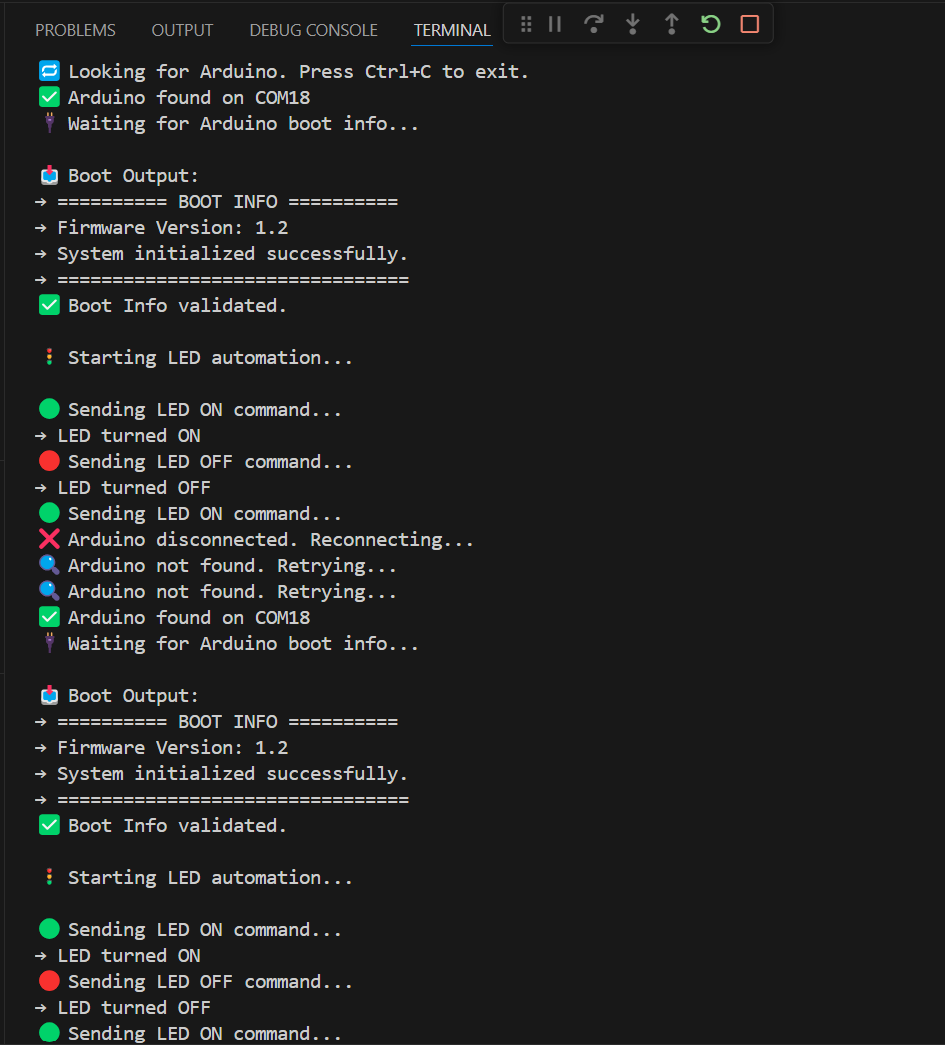 PROBLEMS OUTPUT DEBUG CONSOLE TERMINAL
🔁 Looking for Arduino. Press Ctrl+C to exit.
✅ Arduino found on COM18
🔌 Waiting for Arduino boot info...
📥 Boot Output:
→ ========== BOOT INFO ==========
→ Firmware Version: 1.2
→ System initialized successfully.
→ ================================
✅ Boot Info validated.
🚦 Starting LED automation...
🟢 Sending LED ON command...
→ LED turned ON
🔴 Sending LED OFF command...
→ LED turned OFF
🟢 Sending LED ON command...
❌ Arduino disconnected. Reconnecting...
🔍 Arduino not found. Retrying...
🔍 Arduino not found. Retrying...
✅ Arduino found on COM18
🔌 Waiting for Arduino boot info...
📥 Boot Output:
→ ========== BOOT INFO ==========
→ Firmware Version: 1.2
→ System initialized successfully.
→ ================================
✅ Boot Info validated.
🚦 Starting LED automation...
🟢 Sending LED ON command...
→ LED turned ON
🔴 Sending LED OFF command...
→ LED turned OFF
🟢 Sending LED ON command...